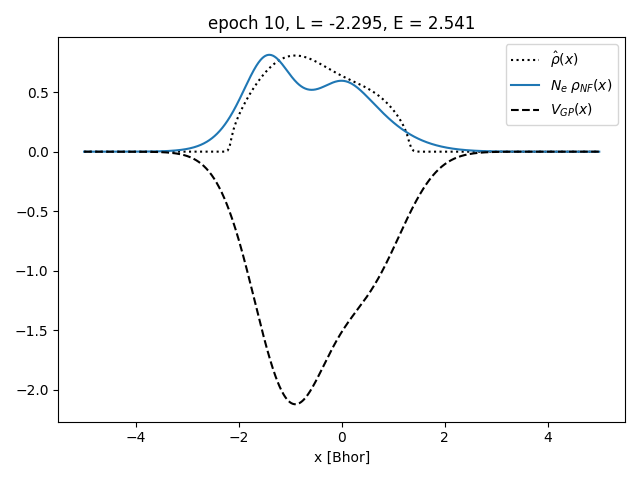 epoch 10, L = -2.295, E = 2.541
ρ̂(x)
Nₑ ρ_NF(x)
V_GP(x)
0.5
0.0
−0.5
−1.0
−1.5
−2.0
−4 −2 0 2 4
x [Bhor]